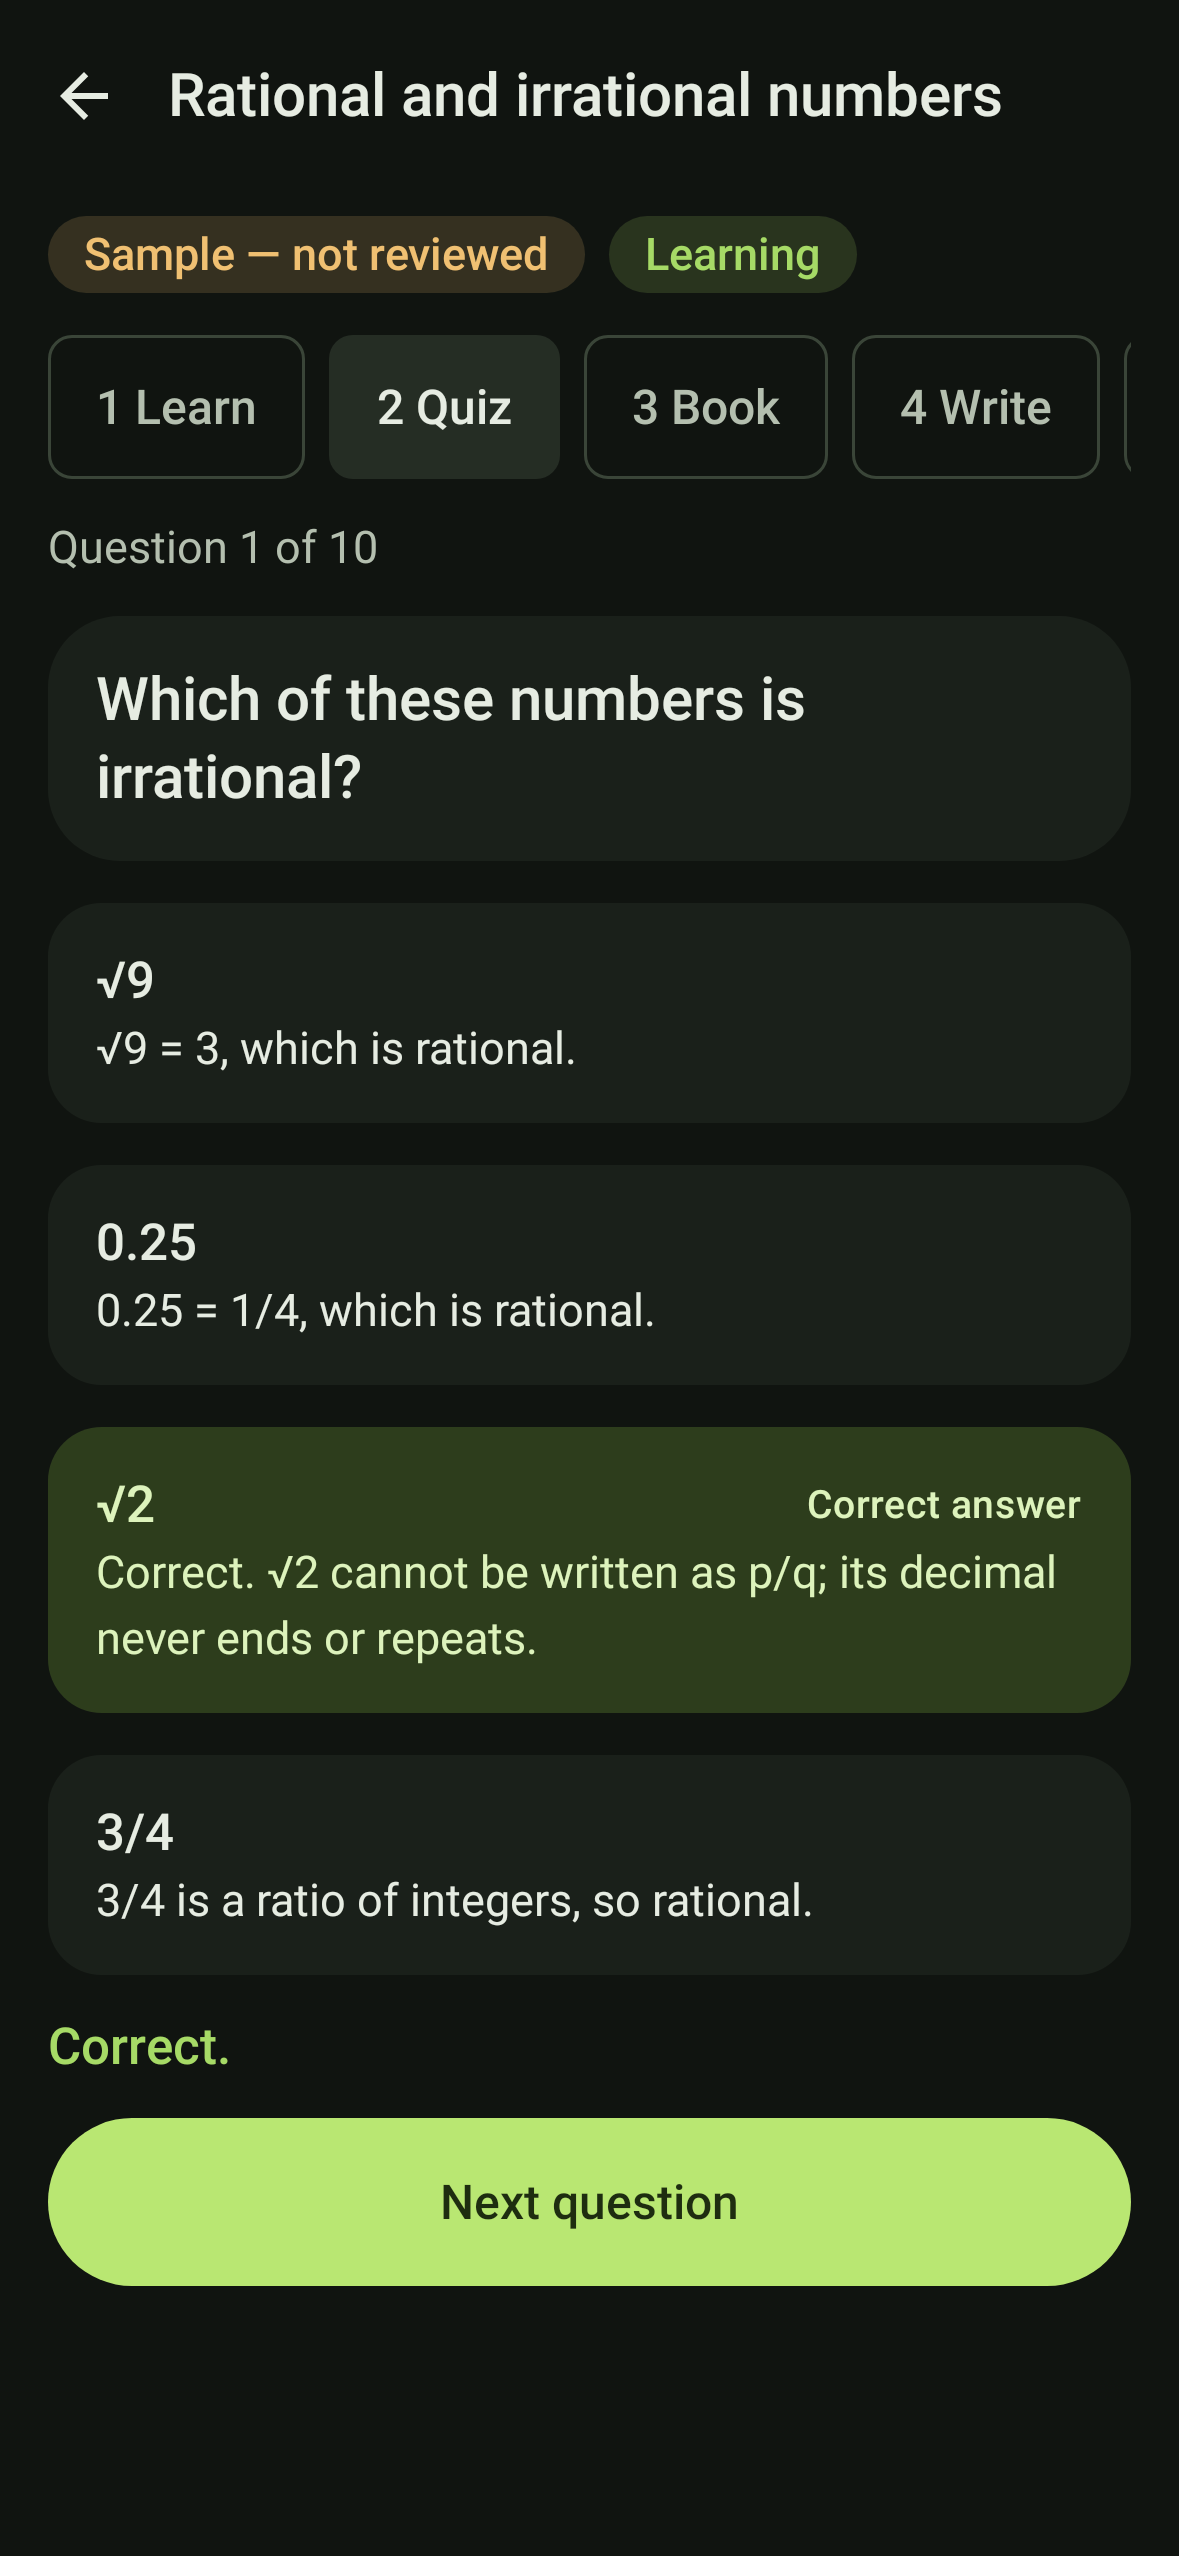 Rational and irrational numbers
Sample — not reviewed
Learning
1 Learn
2 Quiz
3 Book
4 Write
Question 1 of 10
Which of these numbers is
irrational?
√9
√9 = 3, which is rational.
0.25
0.25 = 1/4, which is rational.
√2
Correct answer
Correct. √2 cannot be written as p/q; its decimal
never ends or repeats.
3/4
3/4 is a ratio of integers, so rational.
Correct.
Next question